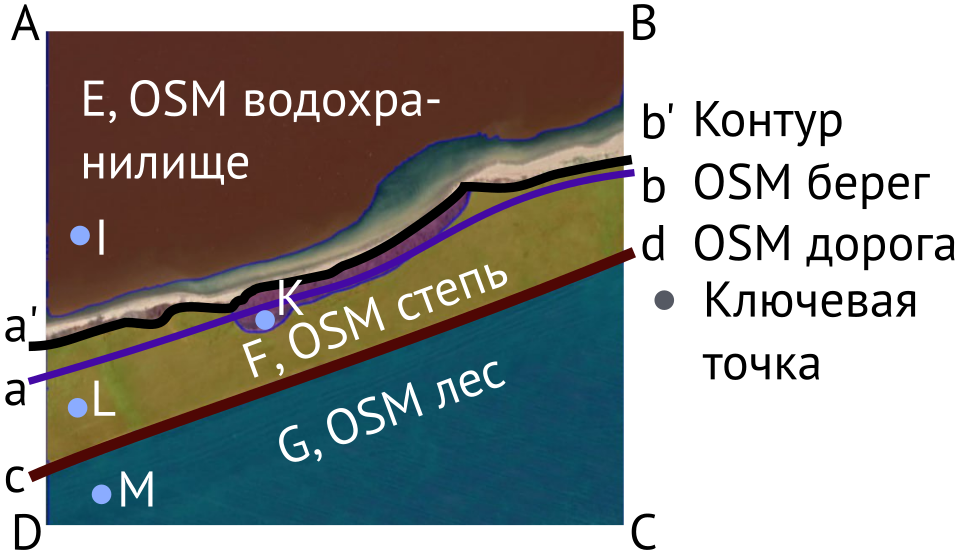 A
B
E, OSM водохра-
нилище
b' Контур
b OSM берег
I
d OSM дорога
K
Ключевая
точка
a'
F, OSM степь
a
L
G, OSM лес
c
M
D
C